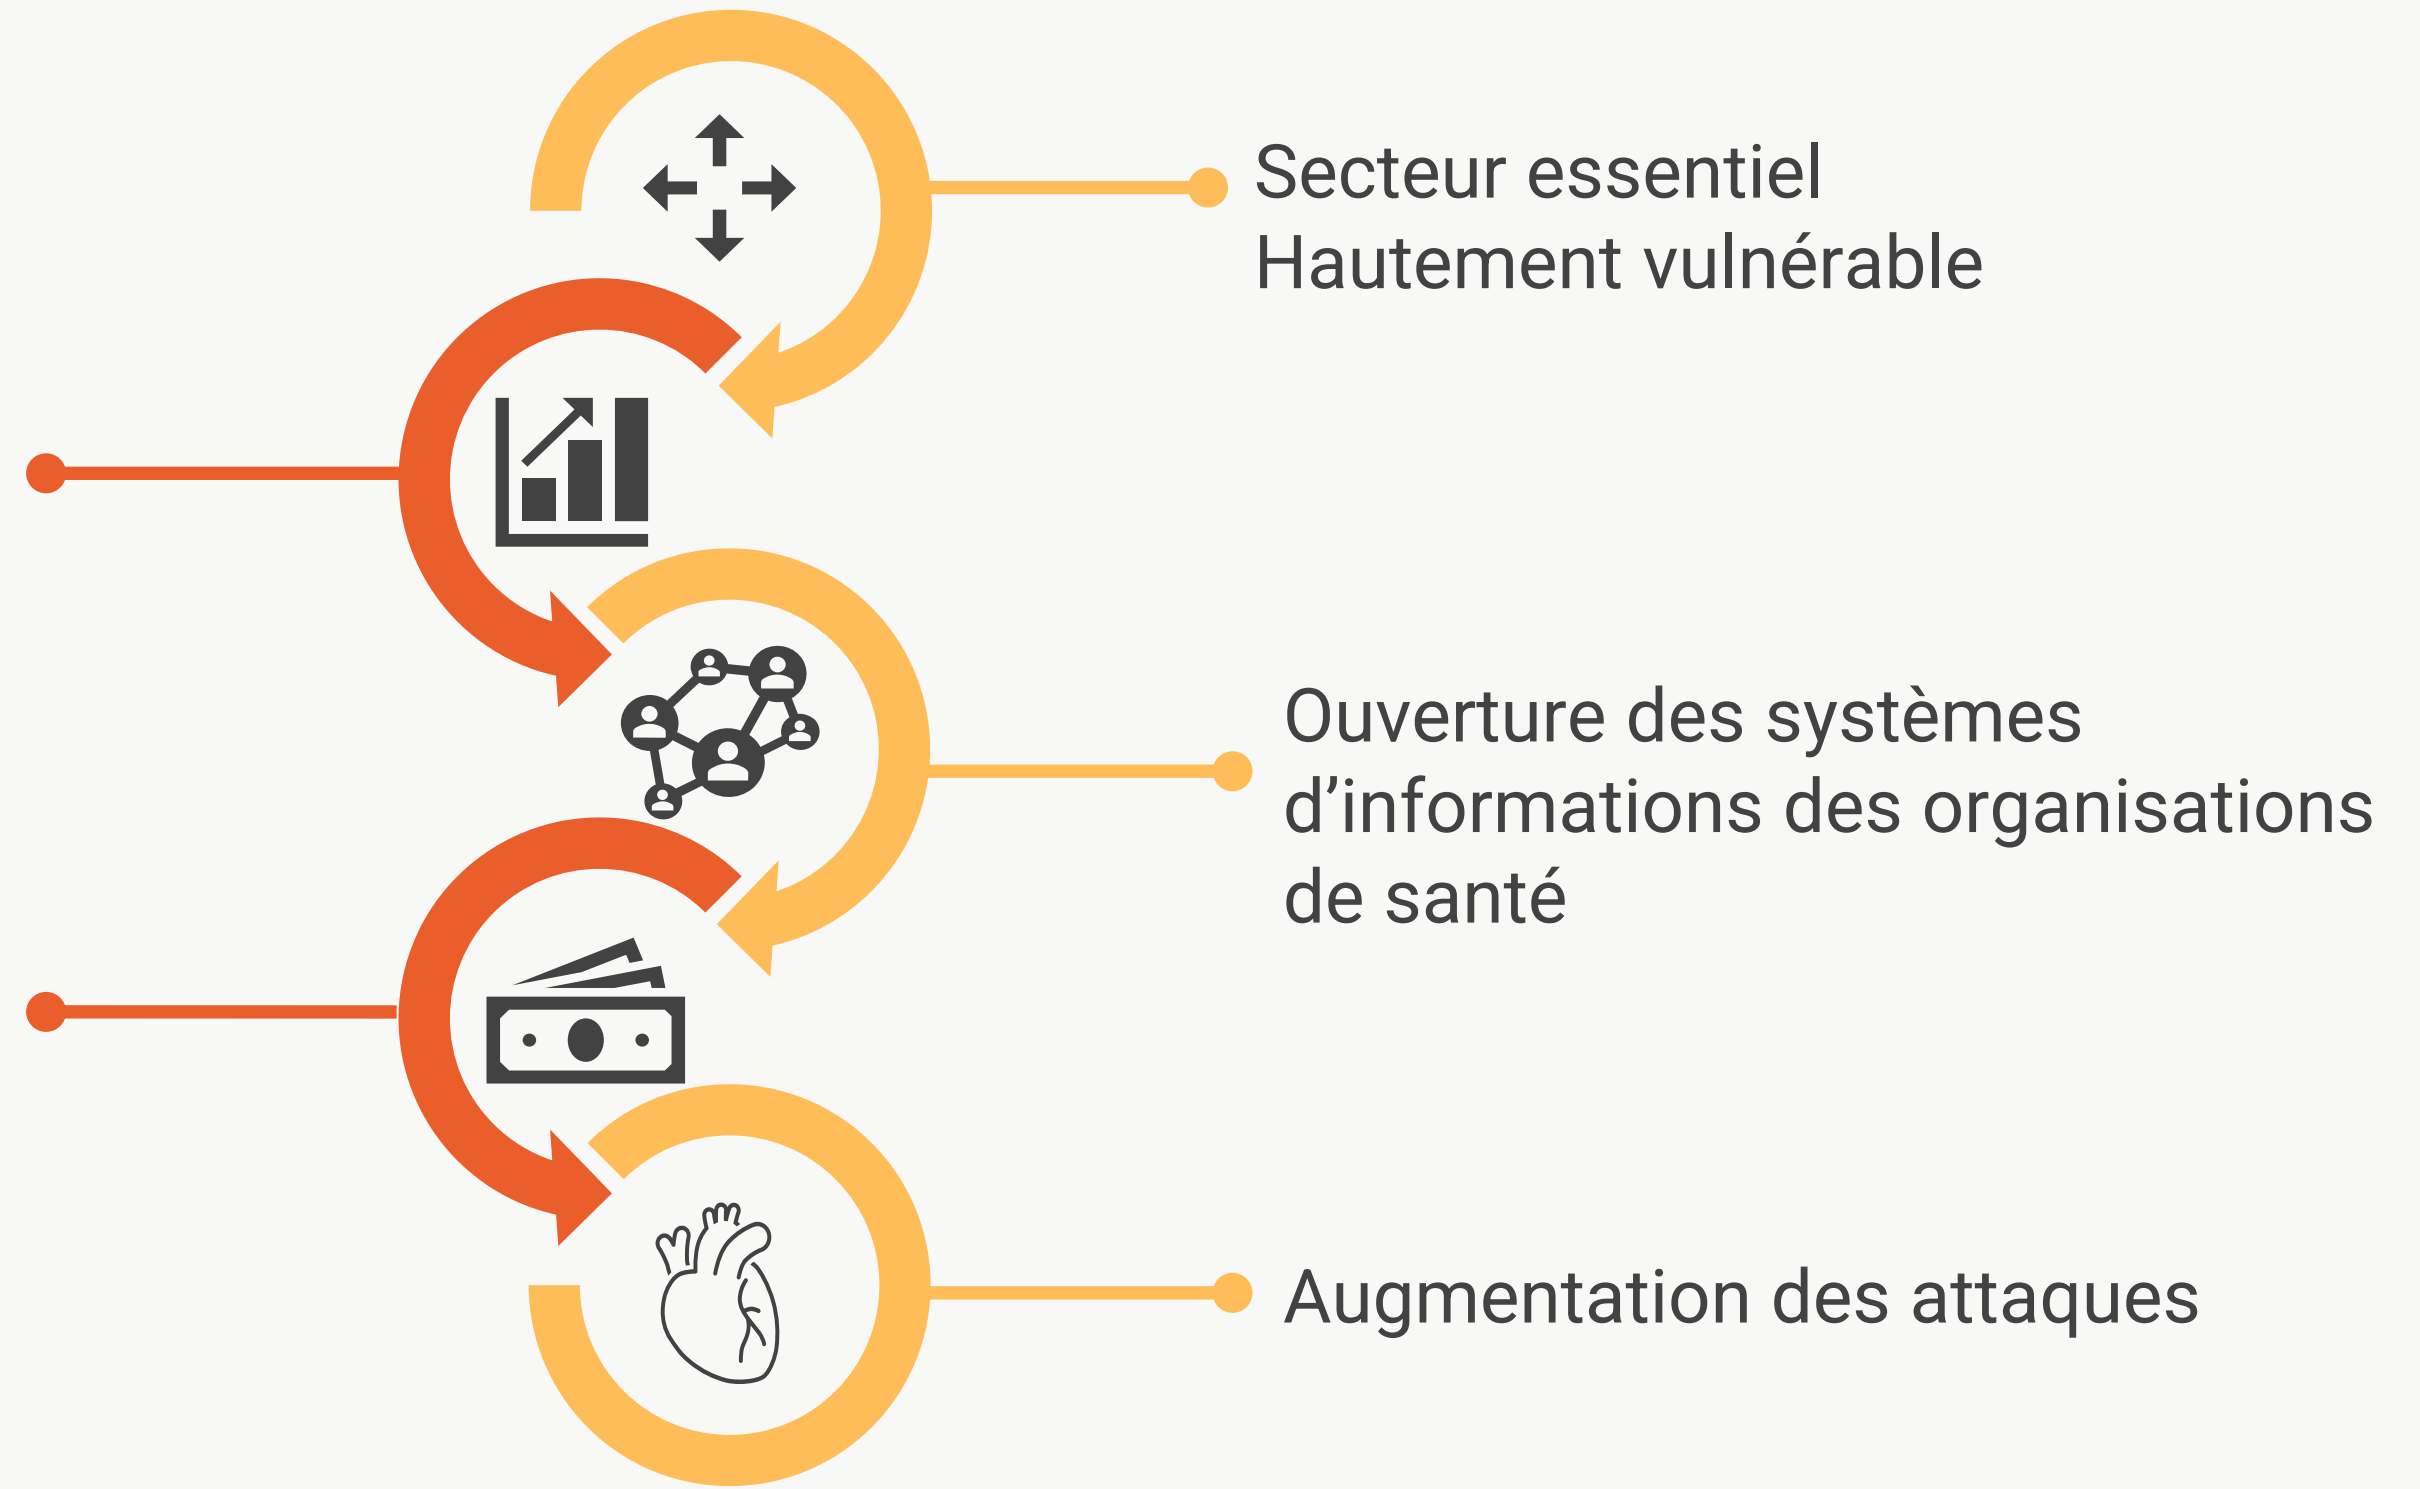 Secteur essentiel
Hautement vulnérable
Ouverture des systèmes
d’informations des organisations
de santé
Augmentation des attaques